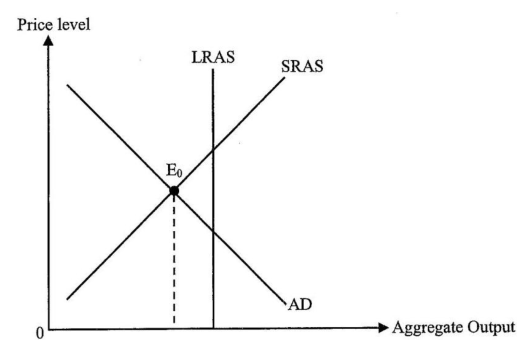 Price level
LRAS
SRAS
E₀
AD
0
Aggregate Output